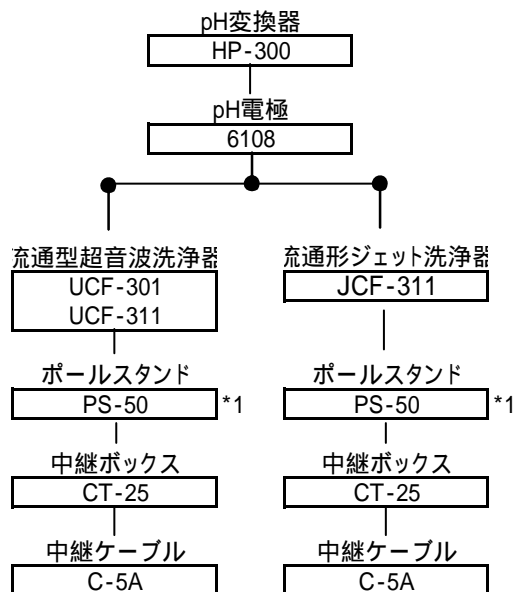 pH変換器
HP-300
pH電極
6108
流通型超音波洗浄器
UCF-301
UCF-311
ポールスタンド
PS-50 *1
中継ボックス
CT-25
中継ケーブル
C-5A
流通形ジェット洗浄器
JCF-311
ポールスタンド
PS-50 *1
中継ボックス
CT-25
中継ケーブル
C-5A